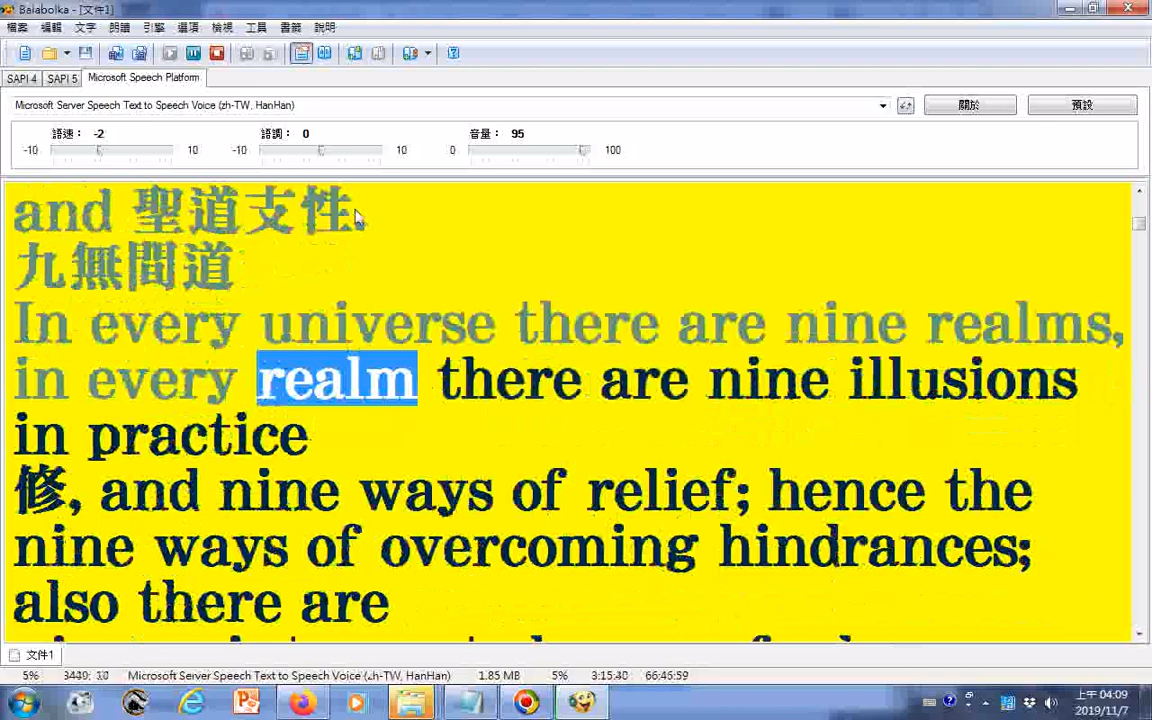 Balabolka - [文件1]
檔案 編輯 文字 朗讀 引擎 選項 檢視 工具 書籤 說明
SAPI 4 SAPI 5 Microsoft Speech Platform
Microsoft Server Speech Text to Speech Voice (zh-TW, HanHan) 關於 預設
語速： -2 語調： 0 音量： 95
-10 10 -10 10 0 100
and 聖道支性.
九無間道
In every universe there are nine realms,
in every realm there are nine illusions
in practice
修, and nine ways of relief; hence the
nine ways of overcoming hindrances;
also there are
文件1
5% 3449: 10 Microsoft Server Speech Text to Speech Voice (zh-TW, HanHan) 1.85 MB 5% 3:15:40 66:46:59
上午 04:09
2019/11/7